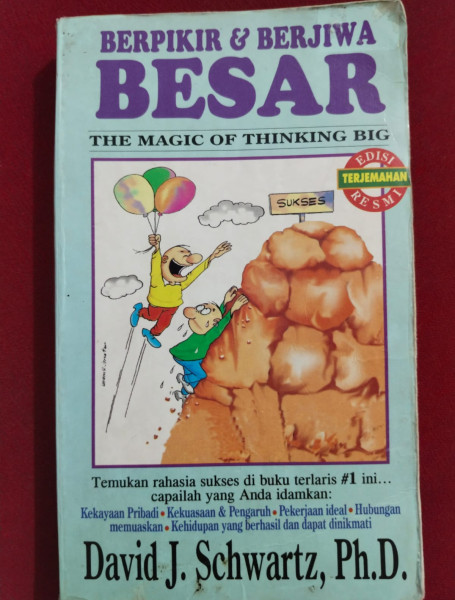 BERPIKIR & BERJIWA
BESAR
THE MAGIC OF THINKING BIG
EDISI
TERJEMAHAN
RESMI
SUKSES
Temukan rahasia sukses di buku terlaris #1 ini...
capailah yang Anda idamkan:
Kekayaan Pribadi • Kekuasaan & Pengaruh • Pekerjaan ideal • Hubungan
memuaskan • Kehidupan yang berhasil dan dapat dinikmati
David J. Schwartz, Ph.D.